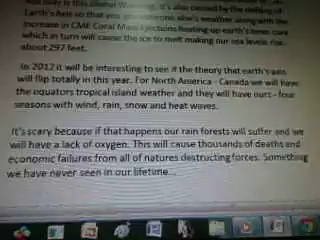 only is this Global Warming, it's also caused by the shifting of
Earth's Axis so that you get someone else's weather along with the
increase in CME Coral Mass Ejections heating up earth's inner core
which in turn will cause the ice to melt making our sea levels rise
about 297 feet.
In 2012 it will be interesting to see if the theory that earth's axis
will flip totally in this year. For North America - Canada we will have
the equators tropical island weather and they will have ours - four
seasons with wind, rain, snow and heat waves.
It's scary because if that happens our rain forests will suffer and we
will have a lack of oxygen. This will cause thousands of deaths and
economic failures from all of natures destructing forces. Something
we have never seen in our lifetime...